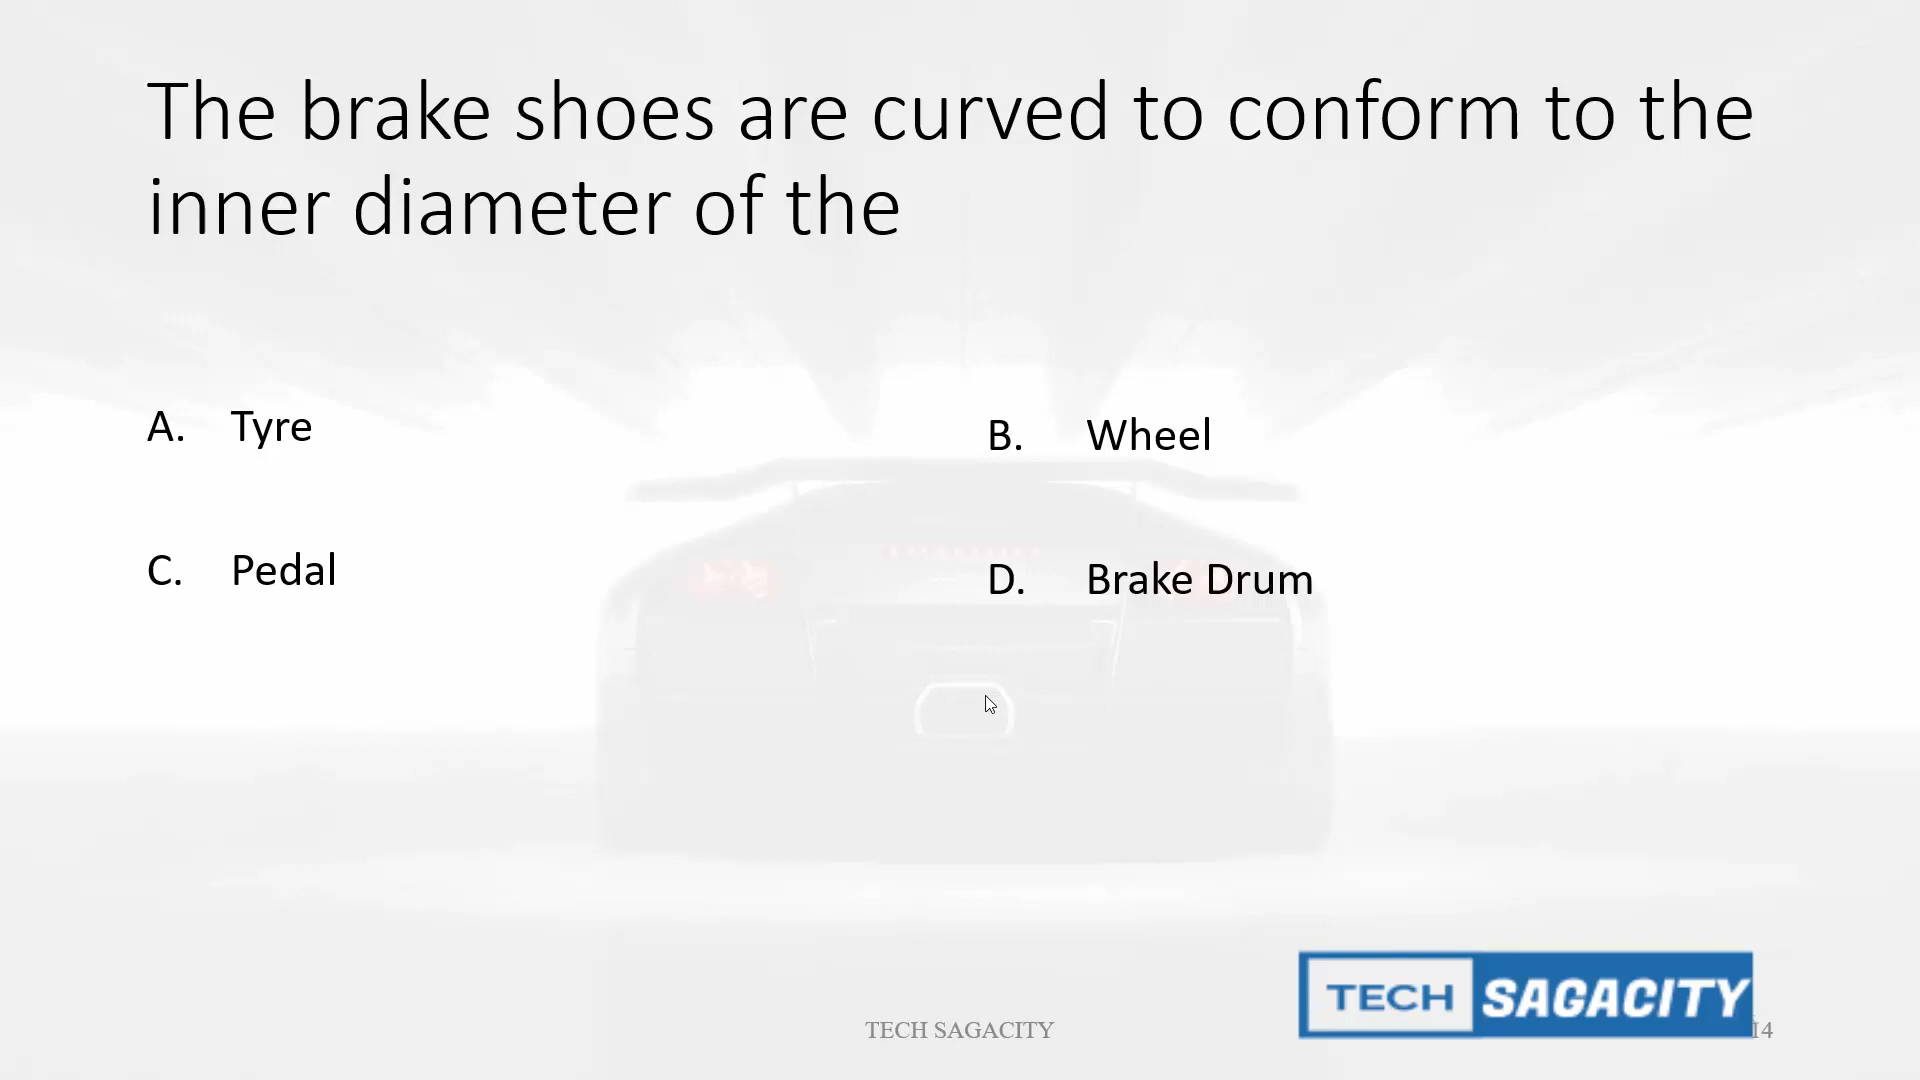 The brake shoes are curved to conform to the
inner diameter of the
A. Tyre
B. Wheel
C. Pedal
D. Brake Drum
TECH SAGACITY
TECH SAGACITY
14